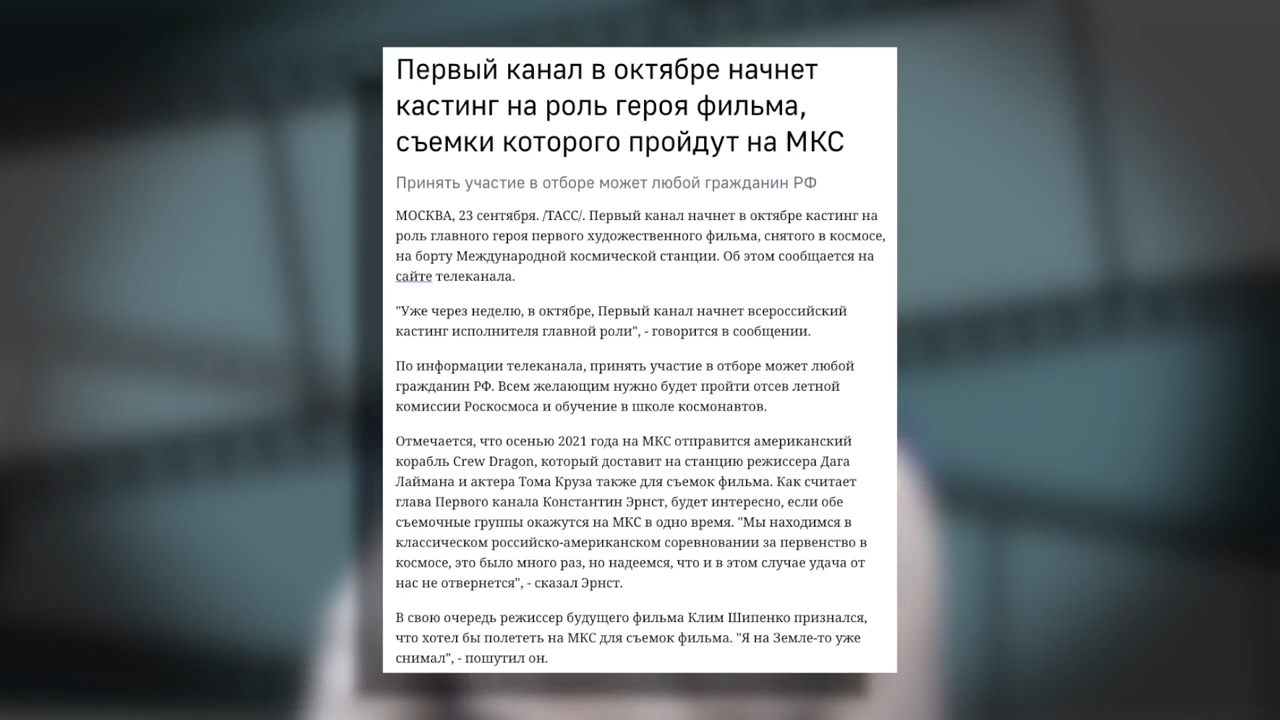 Первый канал в октябре начнет
кастинг на роль героя фильма,
съемки которого пройдут на МКС
Принять участие в отборе может любой гражданин РФ
МОСКВА, 23 сентября. /ТАСС/. Первый канал начнет в октябре кастинг на
роль главного героя первого художественного фильма, снятого в космосе,
на борту Международной космической станции. Об этом сообщается на
сайте телеканала.
"Уже через неделю, в октябре, Первый канал начнет всероссийский
кастинг исполнителя главной роли", - говорится в сообщении.
По информации телеканала, принять участие в отборе может любой
гражданин РФ. Всем желающим нужно будет пройти отсев летной
комиссии Роскосмоса и обучение в школе космонавтов.
Отмечается, что осенью 2021 года на МКС отправится американский
корабль Crew Dragon, который доставит на станцию режиссера Дага
Лаймана и актера Тома Круза также для съемок фильма. Как считает
глава Первого канала Константин Эрнст, будет интересно, если обе
съемочные группы окажутся на МКС в одно время. "Мы находимся в
классическом российско-американском соревновании за первенство в
космосе, это было много раз, но надеемся, что и в этом случае удача от
нас не отвернется", - сказал Эрнст.
В свою очередь режиссер будущего фильма Клим Шипенко признался,
что хотел бы полететь на МКС для съемок фильма. "Я на Земле-то уже
снимал", - пошутил он.